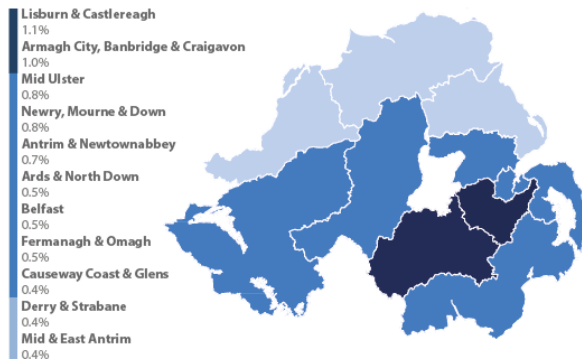 Lisburn & Castlereagh
1.1%
Armagh City, Banbridge & Craigavon
1.0%
Mid Ulster
0.8%
Newry, Mourne & Down
0.8%
Antrim & Newtownabbey
0.7%
Ards & North Down
0.5%
Belfast
0.5%
Fermanagh & Omagh
0.5%
Causeway Coast & Glens
0.4%
Derry & Strabane
0.4%
Mid & East Antrim
0.4%